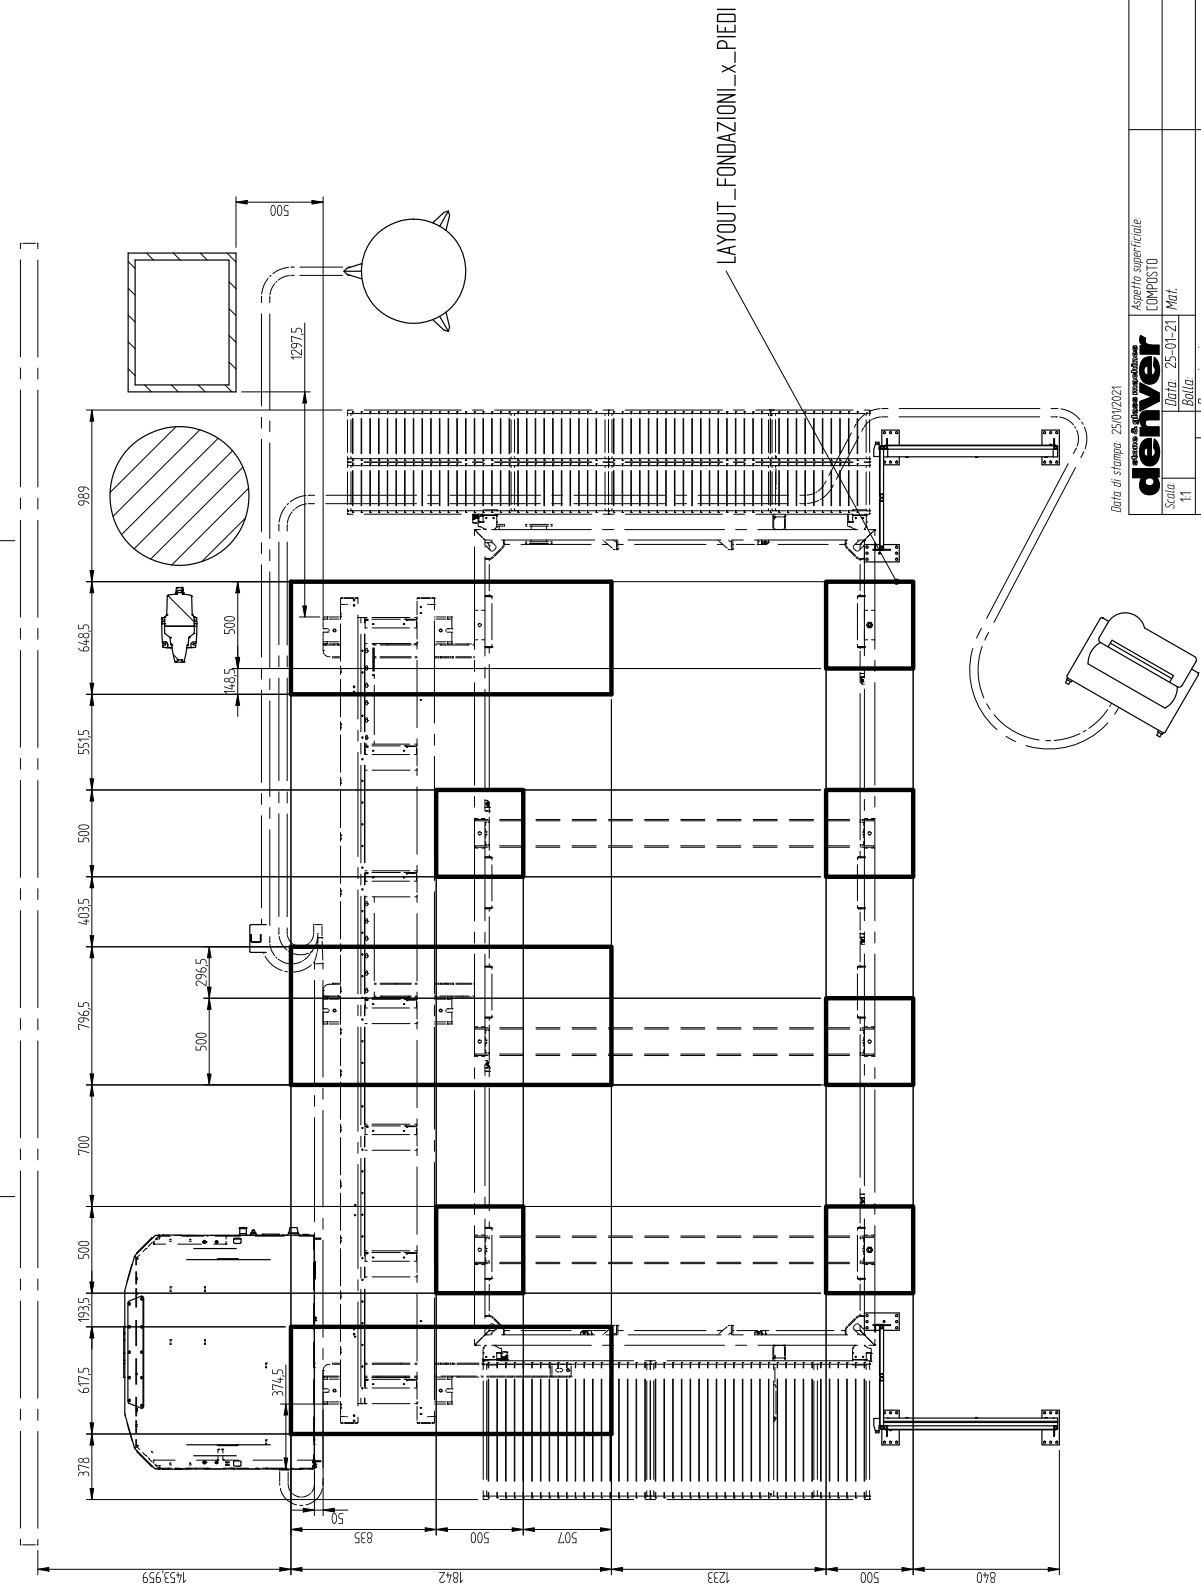 LAYOUT_FONDAZIONI_x_PIEDI
500
1297,5
989
648,5
500
148,5
551,5
500
403,5
796,5
296,5
500
700
500
193,5
617,5
374,5
378
50
835
500
507
1453,959
1842
1233
500
840
Data di stampa: 25/01/2021
stone & glass machines
denver
Aspetto superficiale:
COMPOSTO
Scala:
1:1
Data: 25-01-21
Mat.
Bolla: